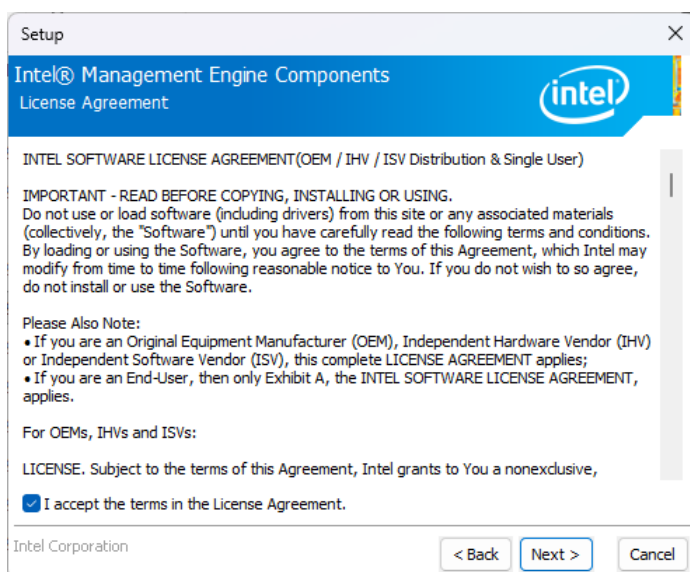 Setup
Intel® Management Engine Components
License Agreement
intel
INTEL SOFTWARE LICENSE AGREEMENT(OEM / IHV / ISV Distribution & Single User)
IMPORTANT - READ BEFORE COPYING, INSTALLING OR USING.
Do not use or load software (including drivers) from this site or any associated materials
(collectively, the "Software") until you have carefully read the following terms and conditions.
By loading or using the Software, you agree to the terms of this Agreement, which Intel may
modify from time to time following reasonable notice to You. If you do not wish to so agree,
do not install or use the Software.
Please Also Note:
• If you are an Original Equipment Manufacturer (OEM), Independent Hardware Vendor (IHV)
or Independent Software Vendor (ISV), this complete LICENSE AGREEMENT applies;
• If you are an End-User, then only Exhibit A, the INTEL SOFTWARE LICENSE AGREEMENT,
applies.
For OEMs, IHVs and ISVs:
LICENSE. Subject to the terms of this Agreement, Intel grants to You a nonexclusive,
I accept the terms in the License Agreement.
Intel Corporation
< Back Next > Cancel